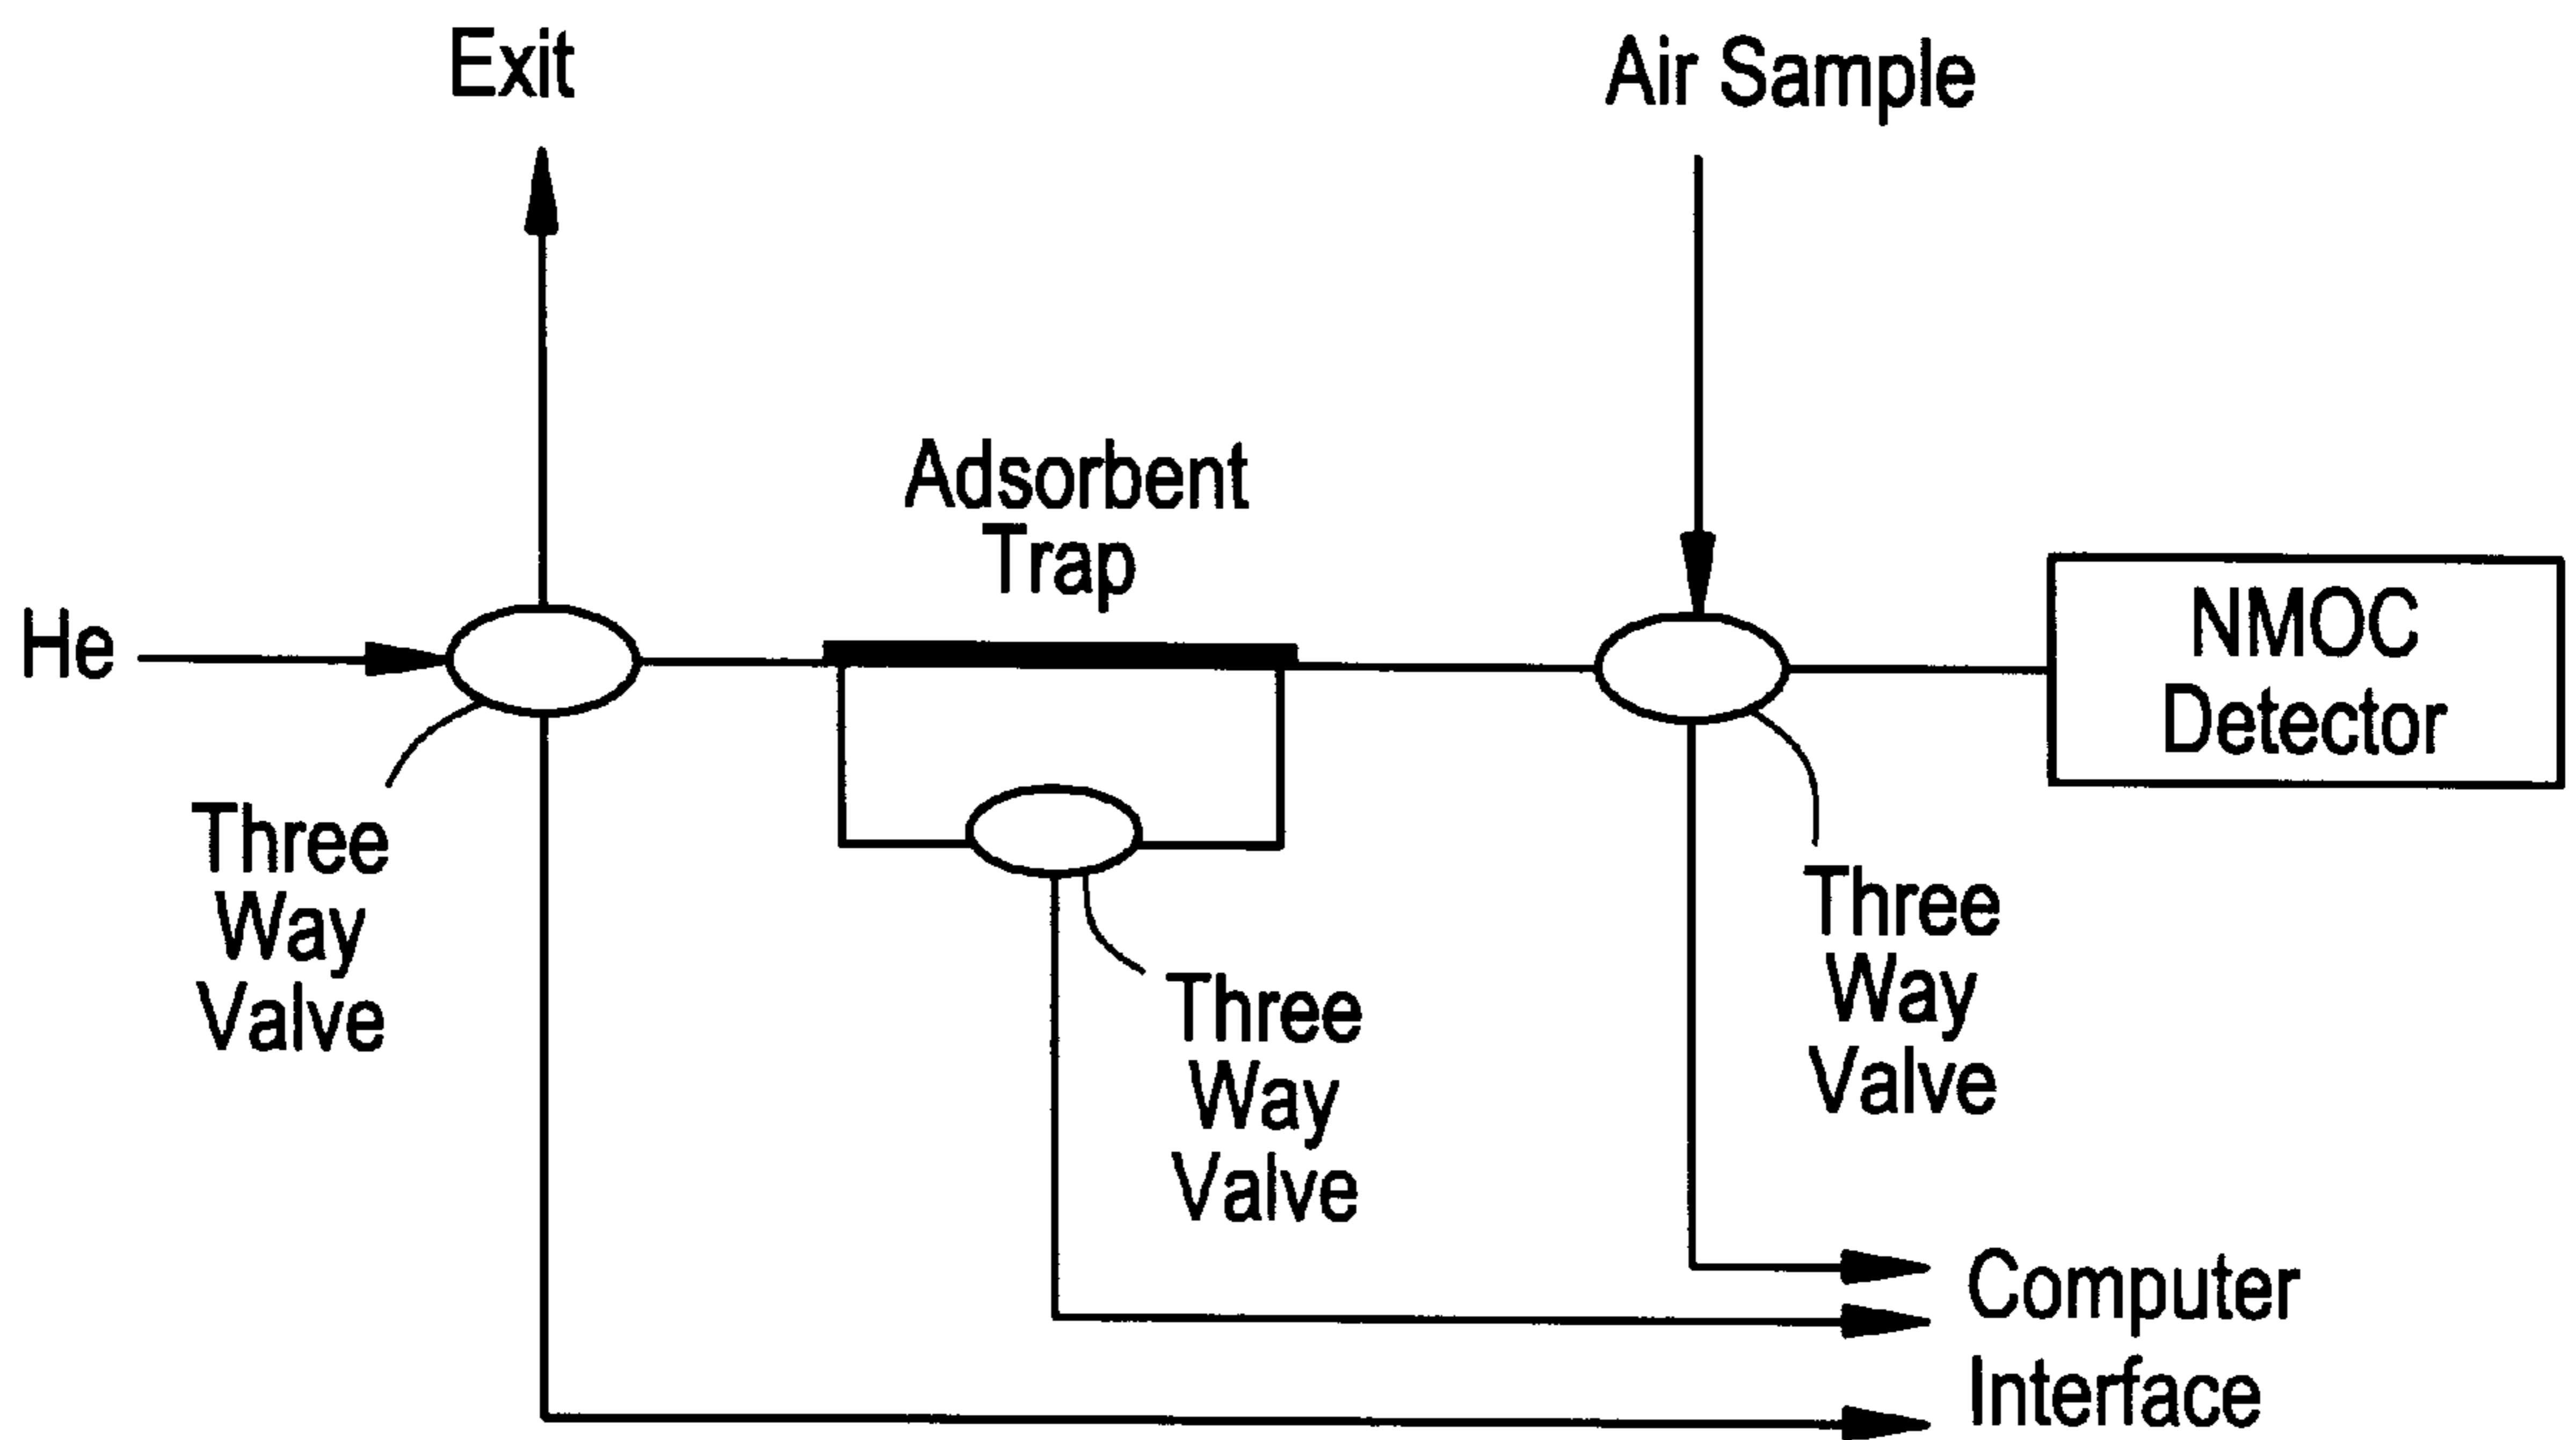 Exit
Air Sample
Adsorbent
Trap
He
NMOC
Detector
Three
Way
Valve
Three
Way
Valve
Three
Way
Valve
Computer
Interface